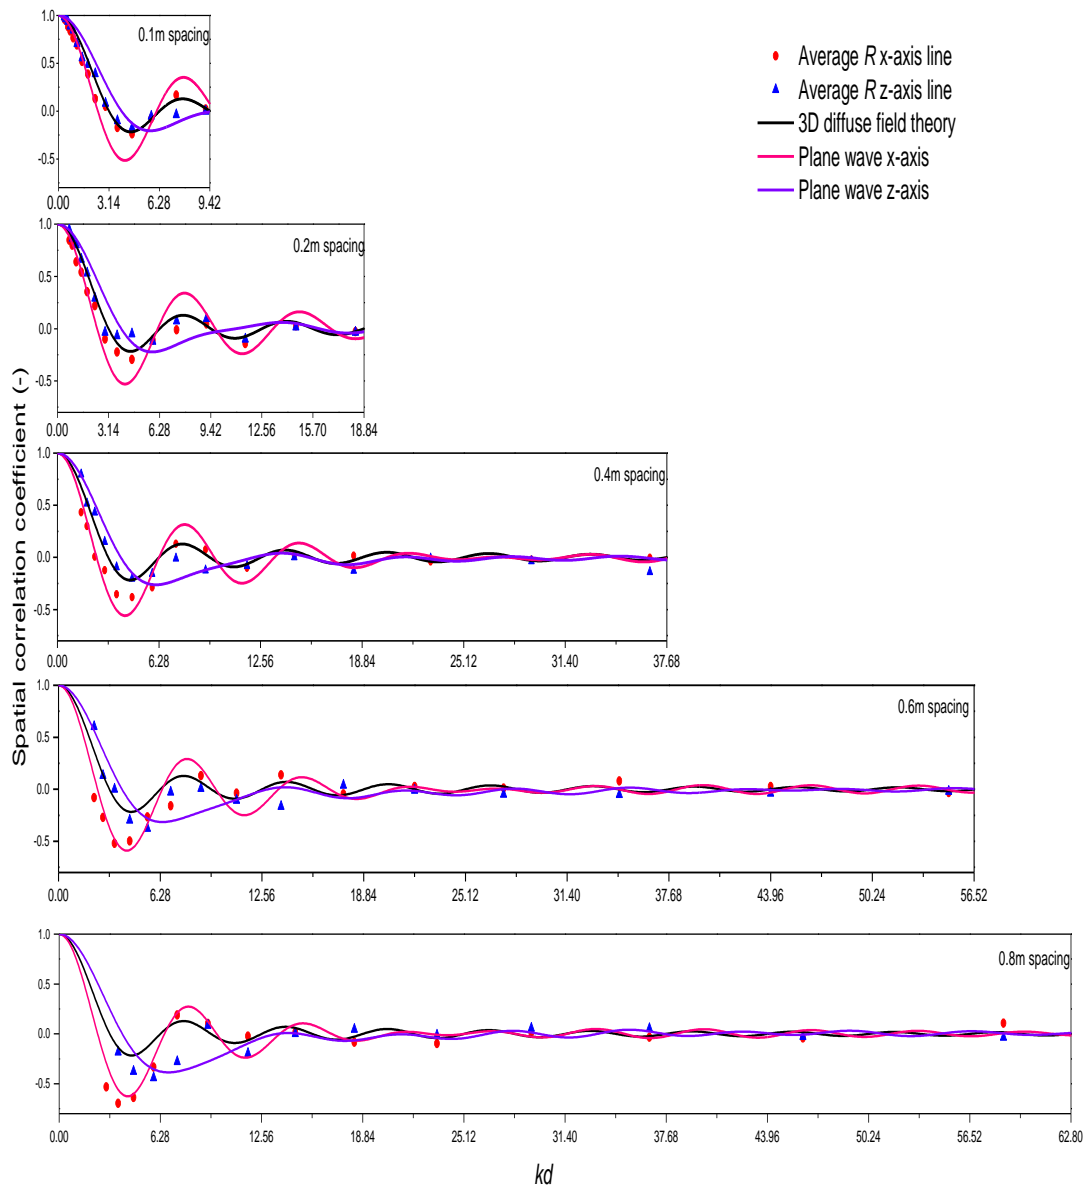 Average R x-axis line
Average R z-axis line
3D diffuse field theory
Plane wave x-axis
Plane wave z-axis
Spatial correlation coefficient (-)
0.1m spacing
1.0
0.5
0.0
-0.5
0.00 3.14 6.28 9.42
0.2m spacing
1.0
0.5
0.0
-0.5
0.00 3.14 6.28 9.42 12.56 15.70 18.84
0.4m spacing
1.0
0.5
0.0
-0.5
0.00 6.28 12.56 18.84 25.12 31.40 37.68
0.6m spacing
1.0
0.5
0.0
-0.5
0.00 6.28 12.56 18.84 25.12 31.40 37.68 43.96 50.24 56.52
0.8m spacing
1.0
0.5
0.0
-0.5
0.00 6.28 12.56 18.84 25.12 31.40 37.68 43.96 50.24 56.52 62.80
kd